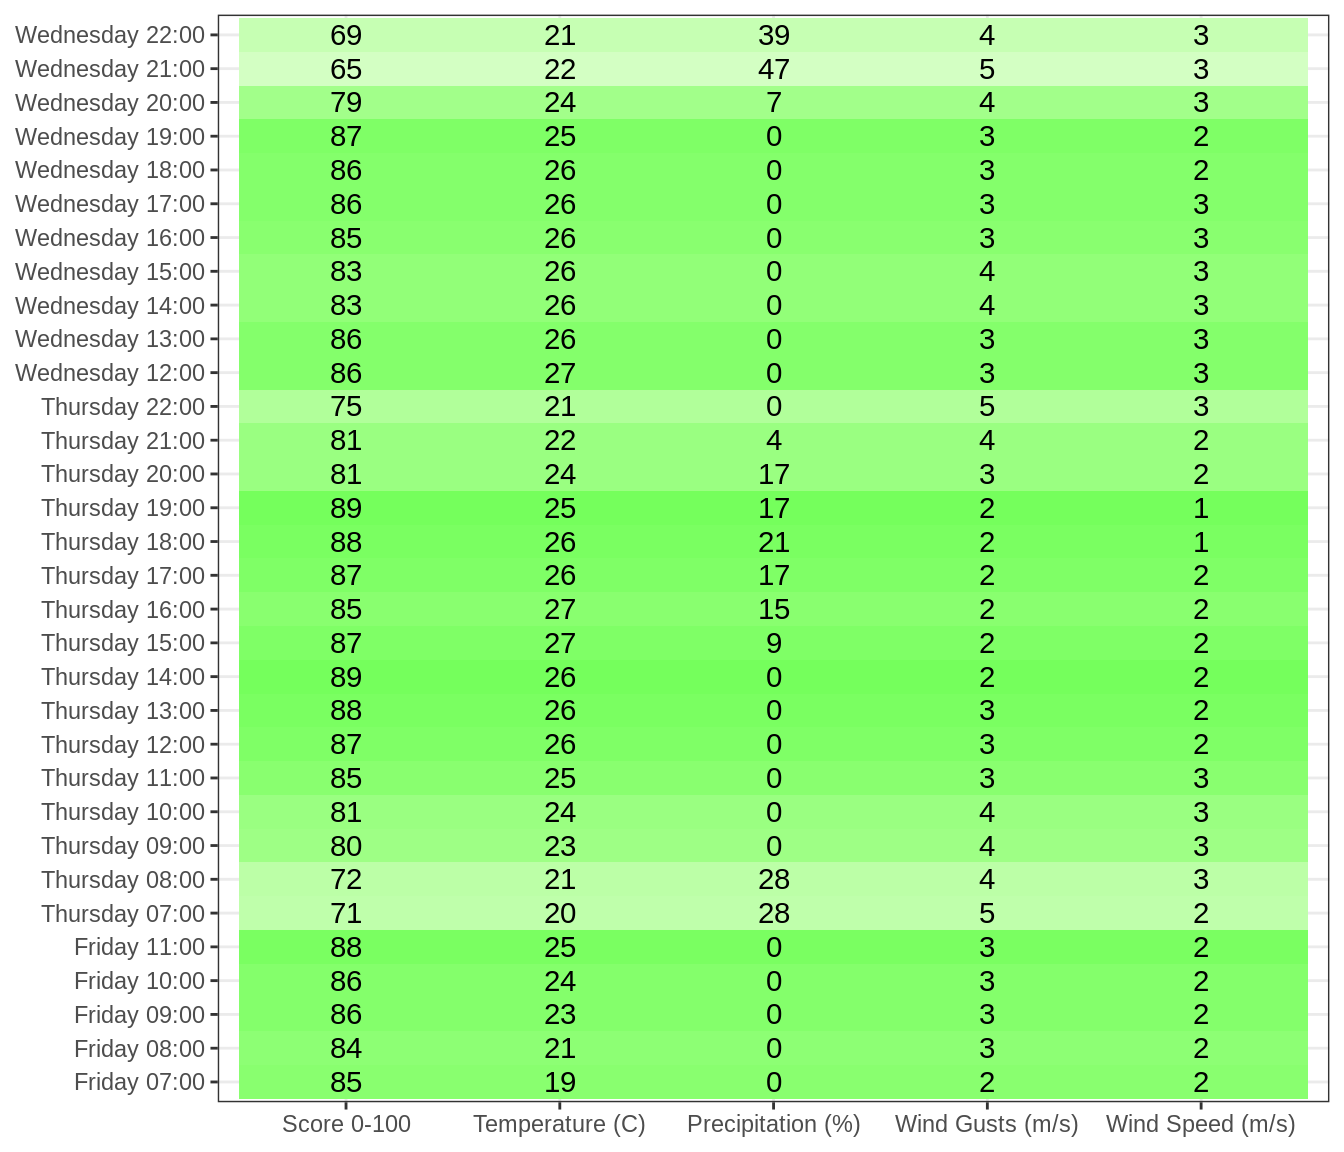 Wednesday 22:00 69 21 39 4 3
Wednesday 21:00 65 22 47 5 3
Wednesday 20:00 79 24 7 4 3
Wednesday 19:00 87 25 0 3 2
Wednesday 18:00 86 26 0 3 2
Wednesday 17:00 86 26 0 3 3
Wednesday 16:00 85 26 0 3 3
Wednesday 15:00 83 26 0 4 3
Wednesday 14:00 83 26 0 4 3
Wednesday 13:00 86 26 0 3 3
Wednesday 12:00 86 27 0 3 3
Thursday 22:00 75 21 0 5 3
Thursday 21:00 81 22 4 4 2
Thursday 20:00 81 24 17 3 2
Thursday 19:00 89 25 17 2 1
Thursday 18:00 88 26 21 2 1
Thursday 17:00 87 26 17 2 2
Thursday 16:00 85 27 15 2 2
Thursday 15:00 87 27 9 2 2
Thursday 14:00 89 26 0 2 2
Thursday 13:00 88 26 0 3 2
Thursday 12:00 87 26 0 3 2
Thursday 11:00 85 25 0 3 3
Thursday 10:00 81 24 0 4 3
Thursday 09:00 80 23 0 4 3
Thursday 08:00 72 21 28 4 3
Thursday 07:00 71 20 28 5 2
Friday 11:00 88 25 0 3 2
Friday 10:00 86 24 0 3 2
Friday 09:00 86 23 0 3 2
Friday 08:00 84 21 0 3 2
Friday 07:00 85 19 0 2 2
Score 0-100 Temperature (C) Precipitation (%) Wind Gusts (m/s) Wind Speed (m/s)